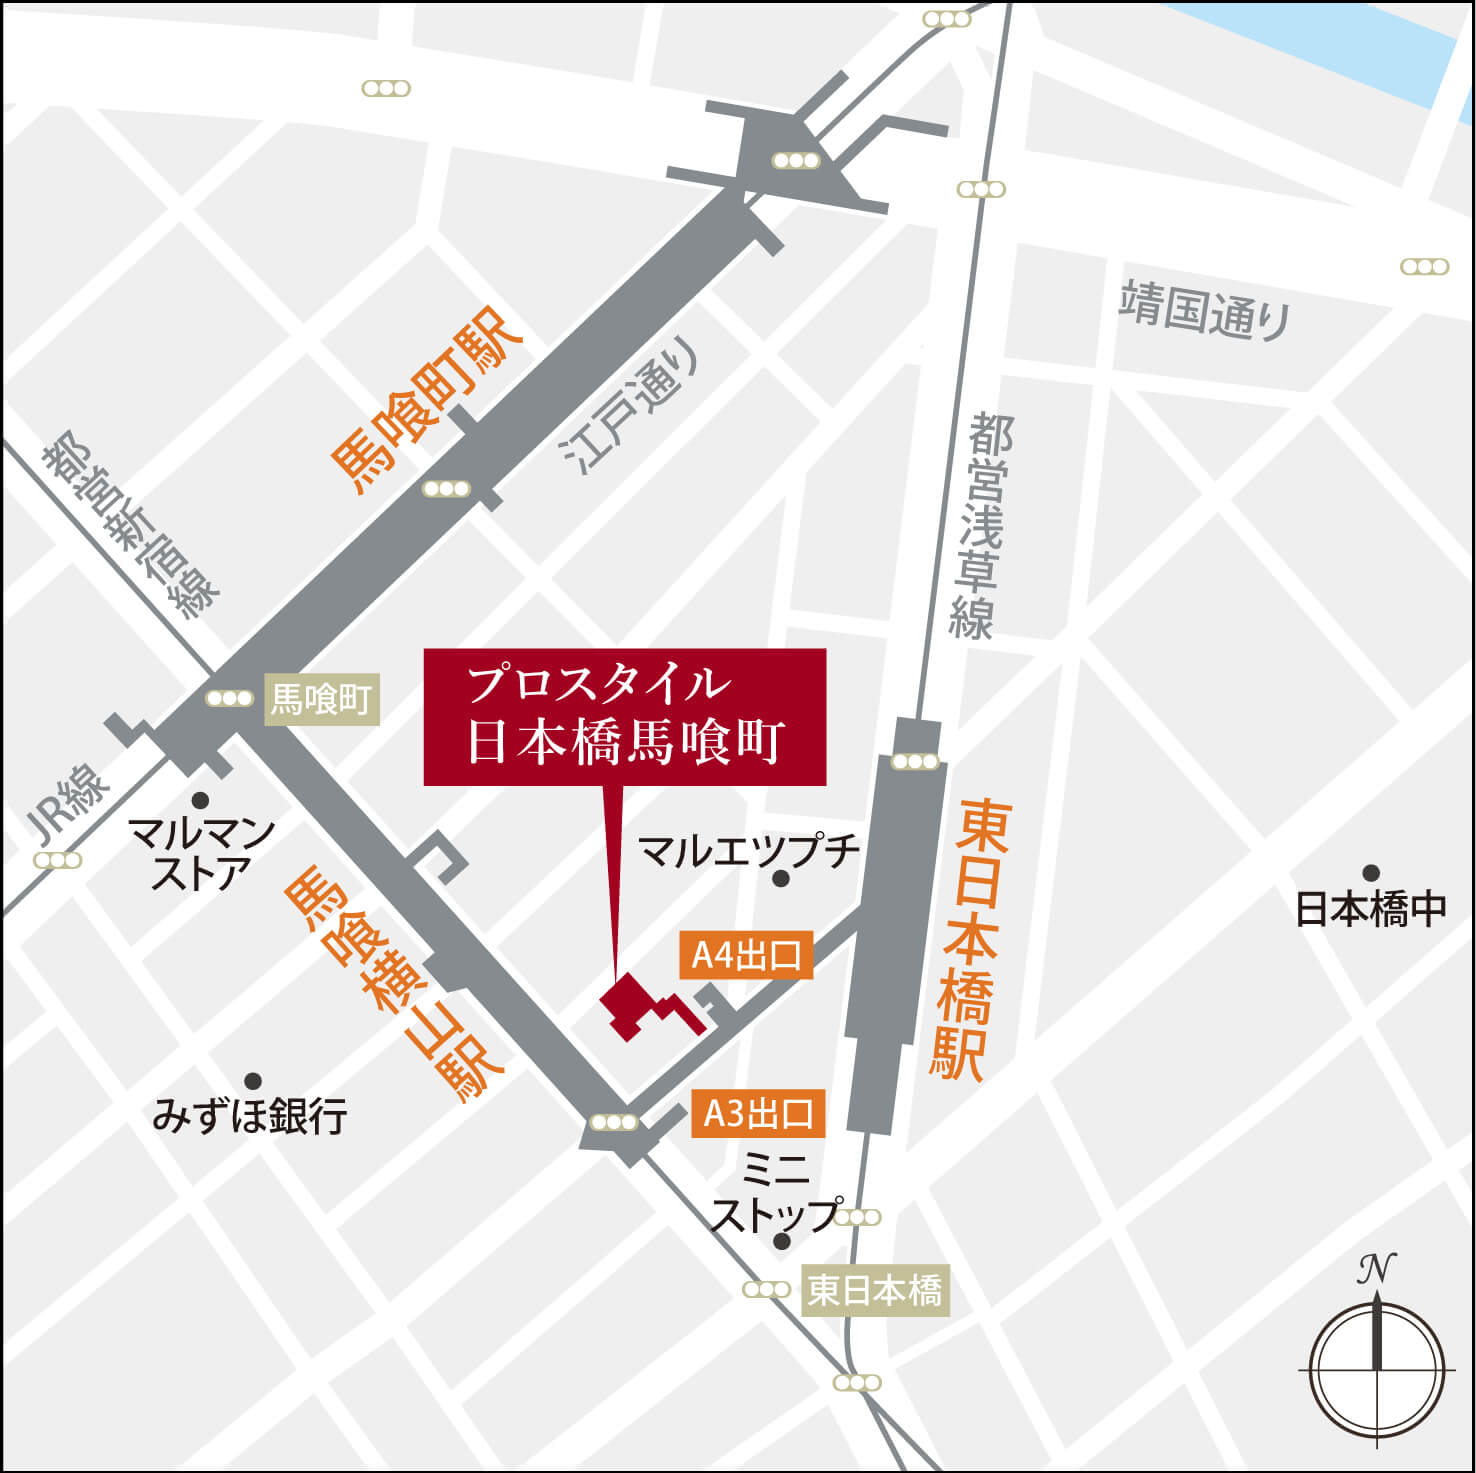 靖国通り
馬喰町駅
江戸通り
都営新宿線
都営浅草線
プロスタイル
日本橋馬喰町
馬喰町
JR線
マルマン
ストア
マルエツプチ
東日本橋駅
日本橋中
馬喰横山駅
A4出口
みずほ銀行
A3出口
ミニ
ストップ
東日本橋
N